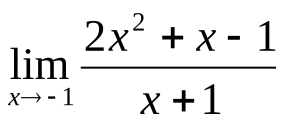 lim x→-1 (2x² + x - 1)/(x + 1)